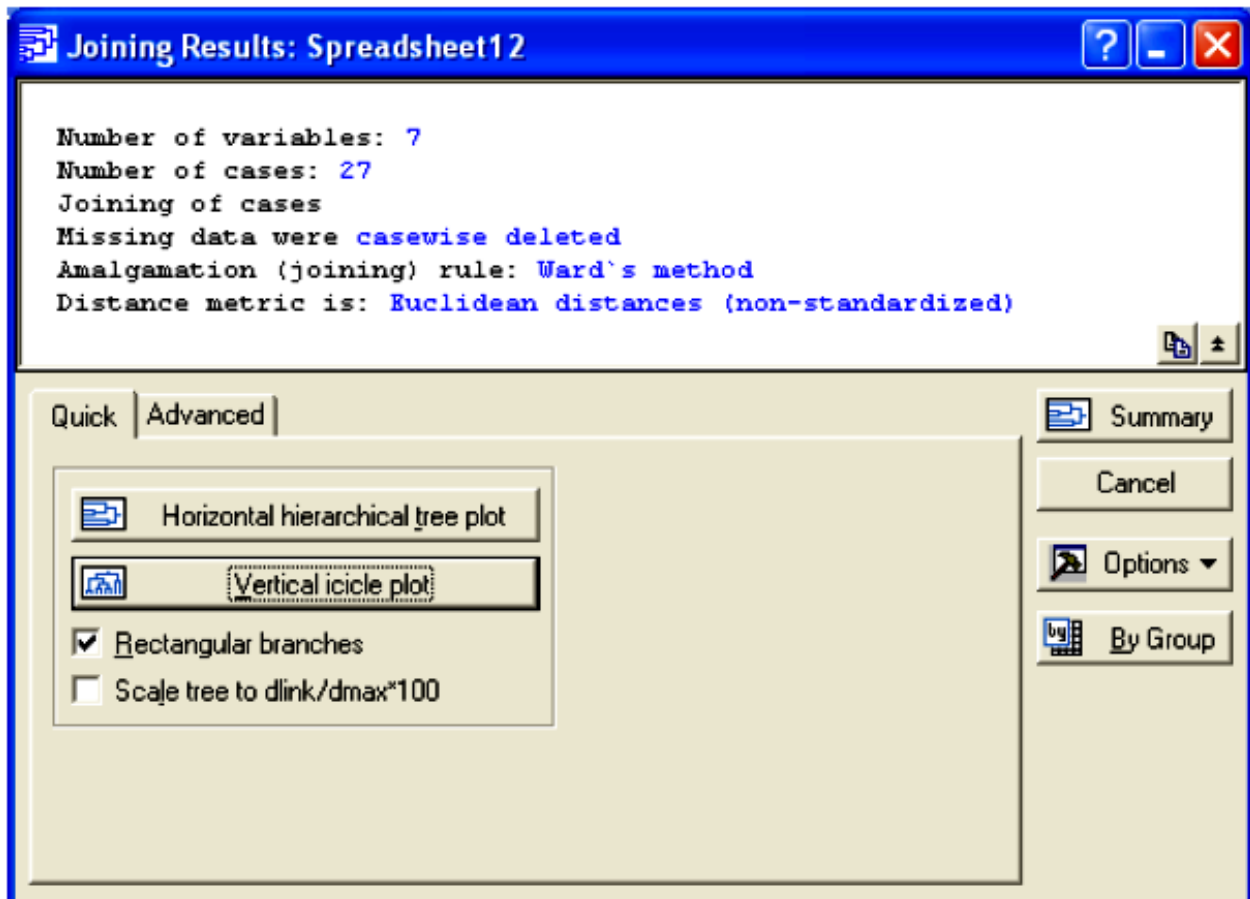 Joining Results: Spreadsheet12
Number of variables: 7
Number of cases: 27
Joining of cases
Missing data were casewise deleted
Amalgamation (joining) rule: Ward`s method
Distance metric is: Euclidean distances (non-standardized)
Quick
Advanced
Horizontal hierarchical tree plot
Vertical icicle plot
Rectangular branches
Scale tree to dlink/dmax*100
Summary
Cancel
Options
by
By Group